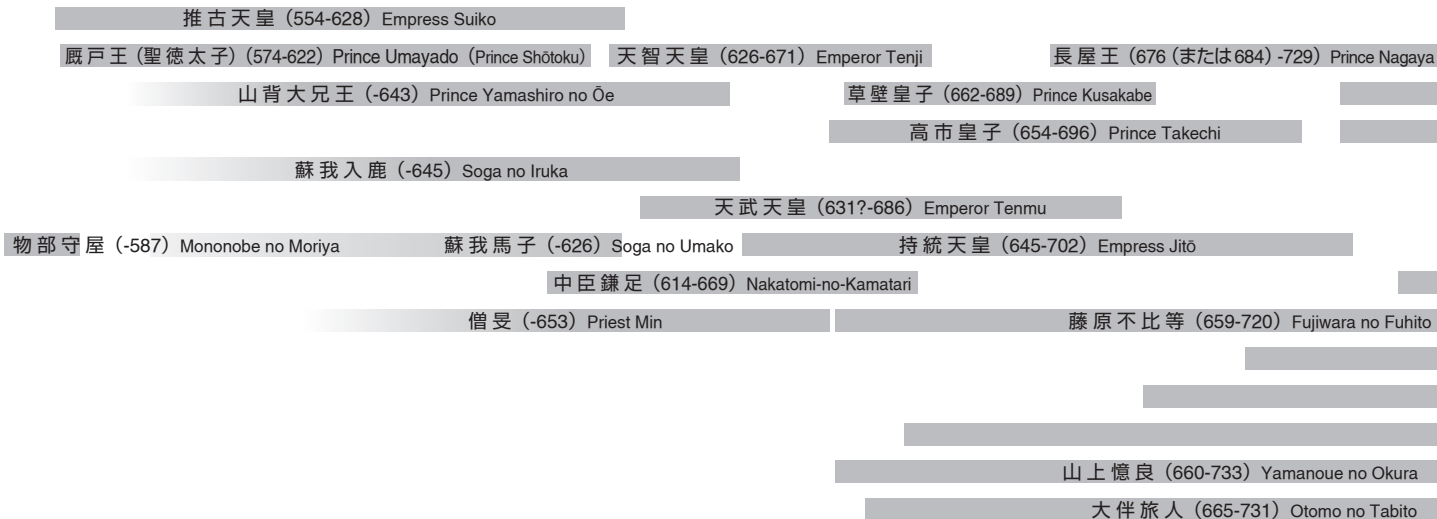 推古天皇（554-628）Empress Suiko
厩戸王（聖徳太子）（574-622）Prince Umayado（Prince Shōtoku） 天智天皇（626-671）Emperor Tenji 長屋王（676（または684）-729）Prince Nagaya
山背大兄王（-643）Prince Yamashiro no Ōe 草壁皇子（662-689）Prince Kusakabe
高市皇子（654-696）Prince Takechi
蘇我入鹿（-645）Soga no Iruka
天武天皇（631?-686）Emperor Tenmu
物部守屋（-587）Mononobe no Moriya 蘇我馬子（-626）Soga no Umako 持統天皇（645-702）Empress Jitō
中臣鎌足（614-669）Nakatomi-no-Kamatari
僧旻（-653）Priest Min 藤原不比等（659-720）Fujiwara no Fuhito
山上憶良（660-733）Yamanoue no Okura
大伴旅人（665-731）Otomo no Tabito